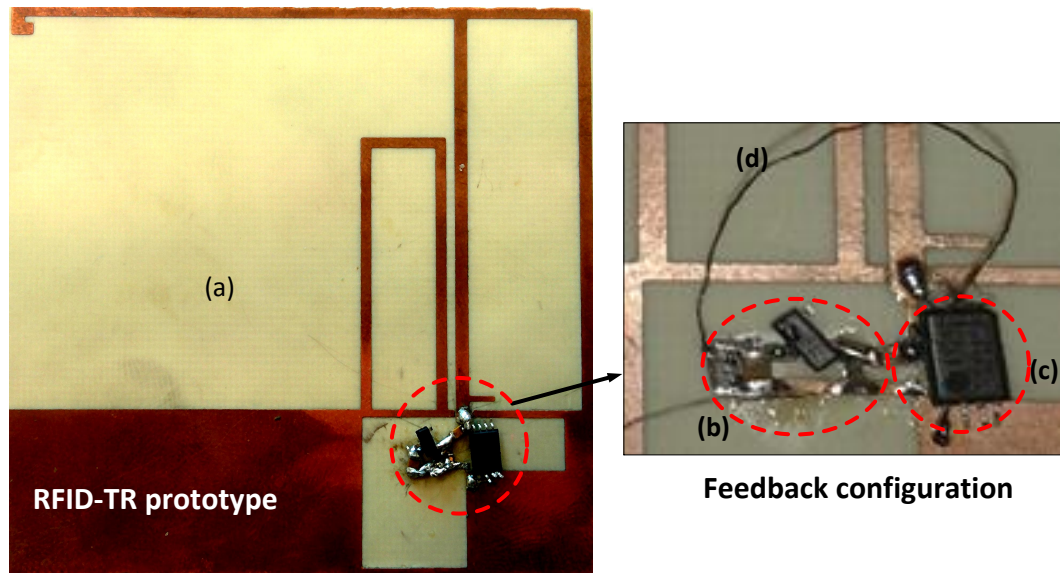 (a)
RFID-TR prototype
(d)
(c)
(b)
Feedback configuration